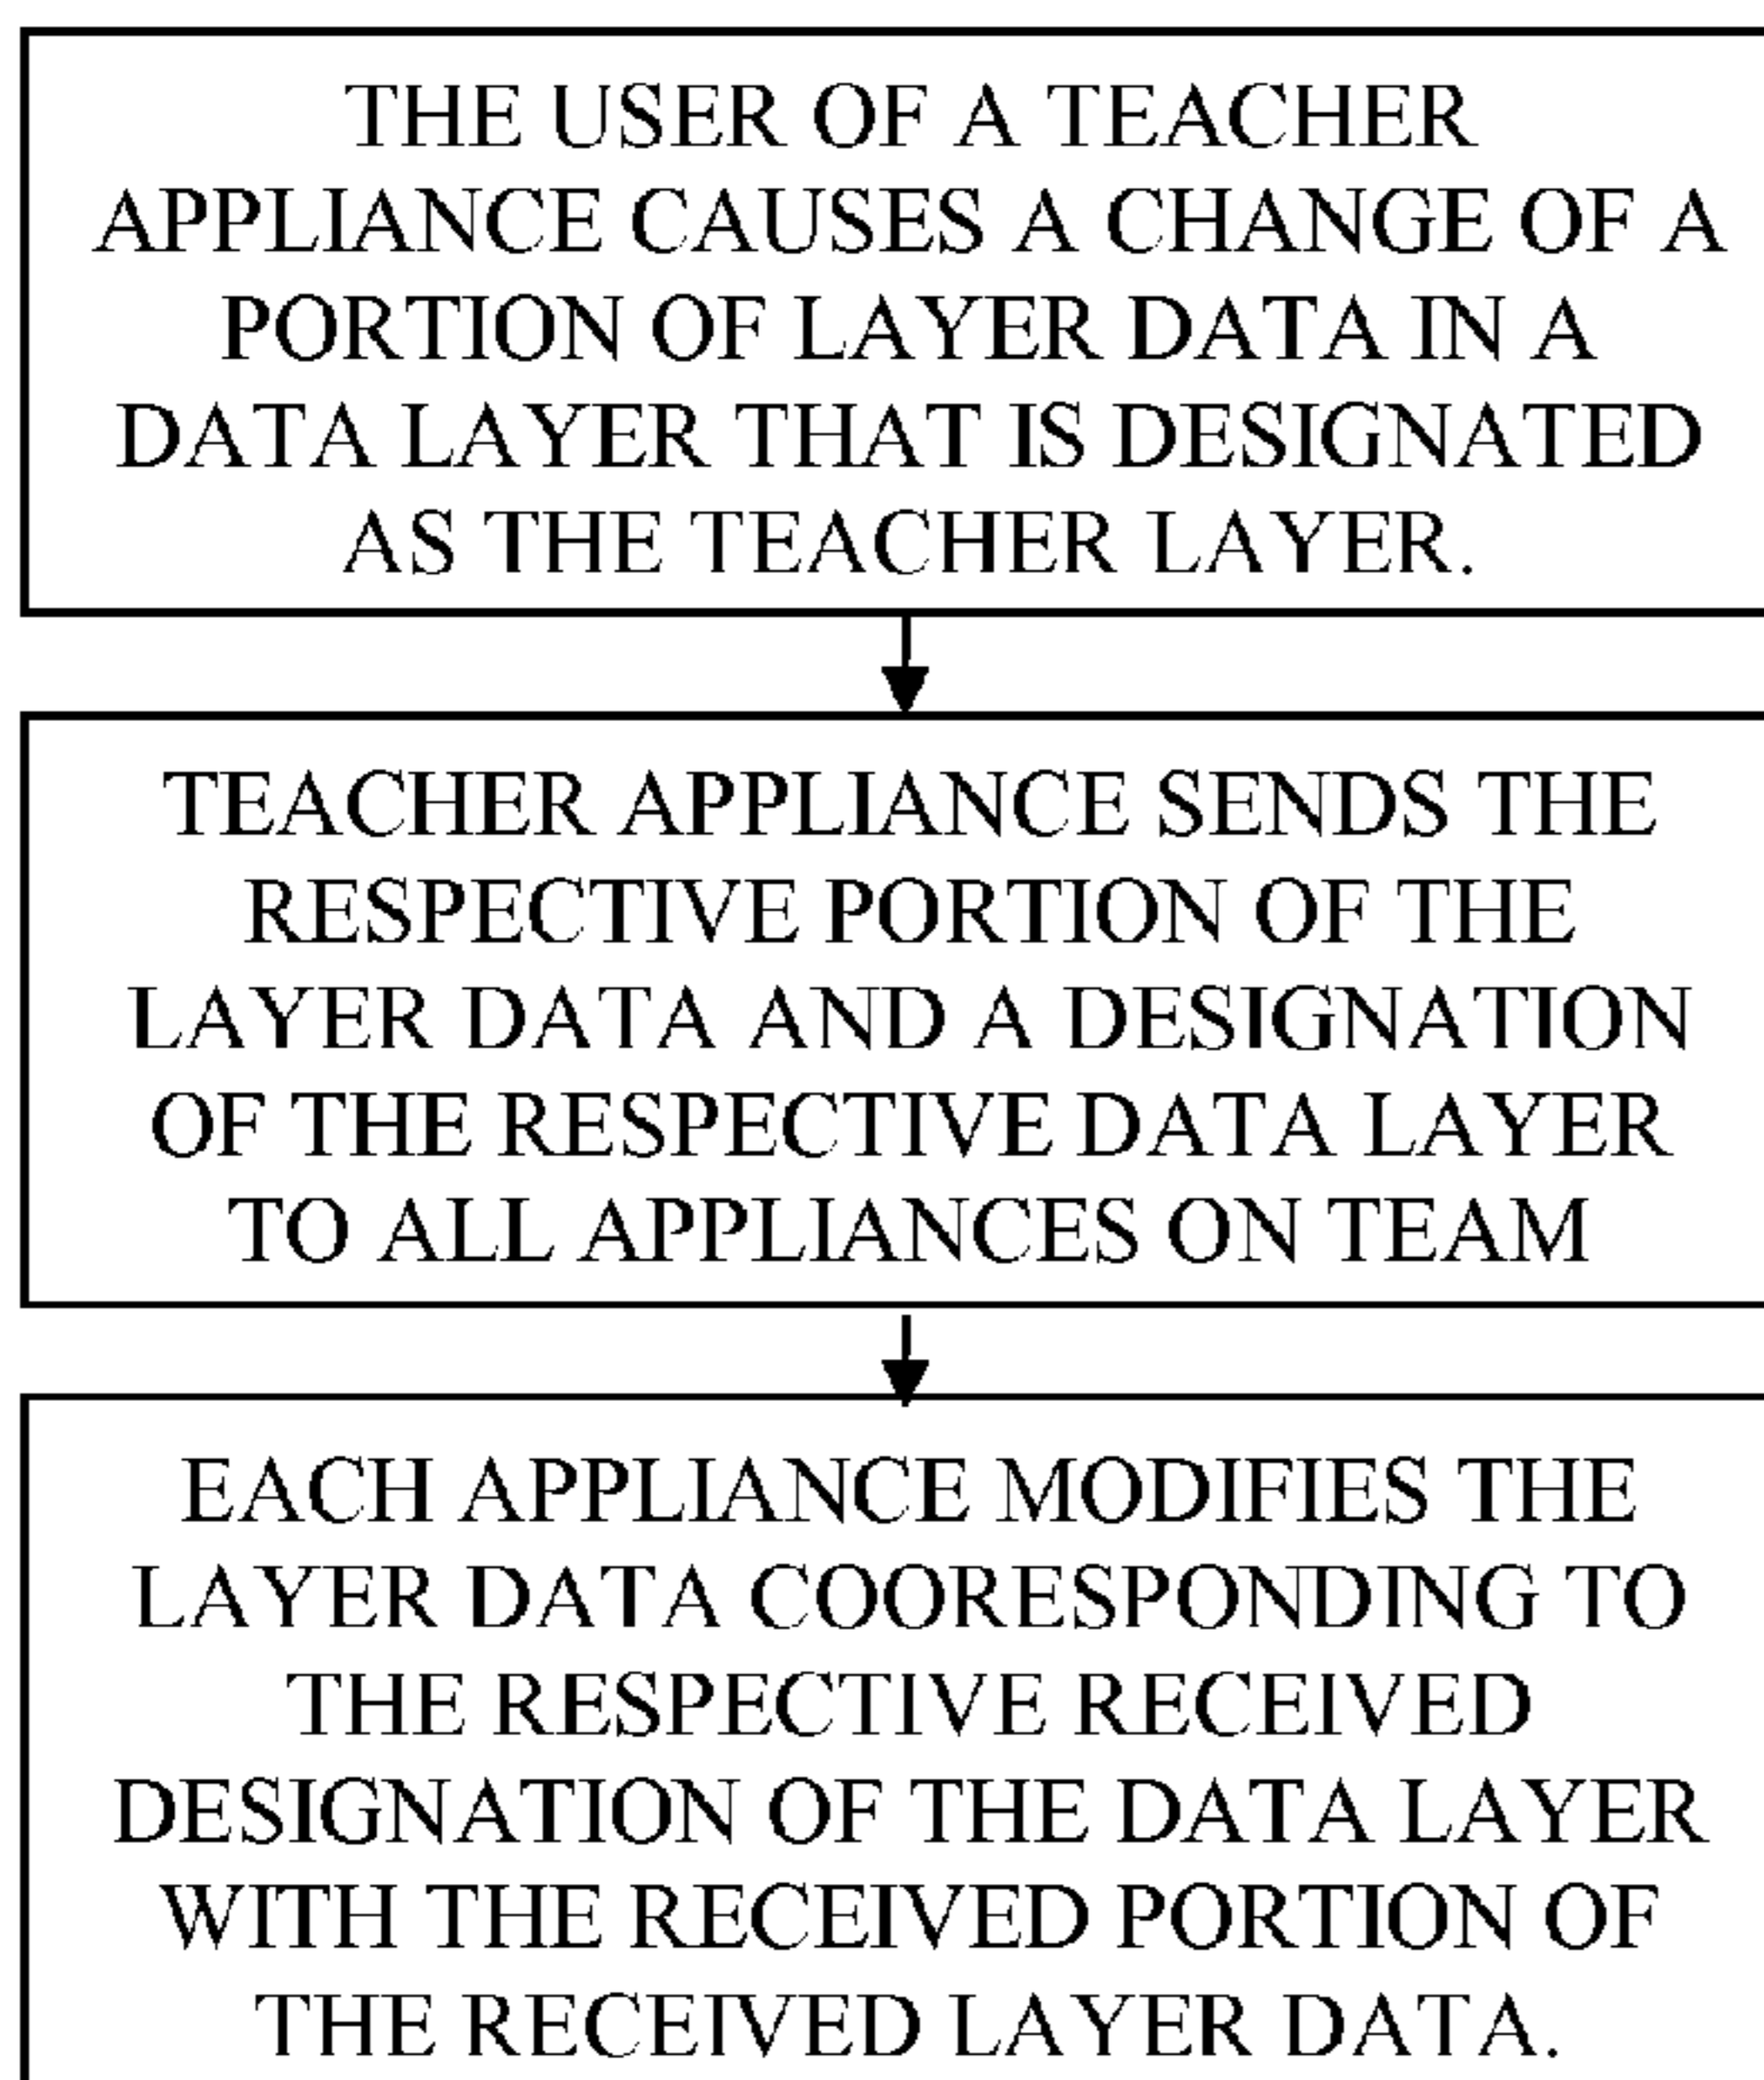 THE USER OF A TEACHER
APPLIANCE CAUSES A CHANGE OF A
PORTION OF LAYER DATA IN A
DATA LAYER THAT IS DESIGNATED
AS THE TEACHER LAYER.
TEACHER APPLIANCE SENDS THE
RESPECTIVE PORTION OF THE
LAYER DATA AND A DESIGNATION
OF THE RESPECTIVE DATA LAYER
TO ALL APPLIANCES ON TEAM
EACH APPLIANCE MODIFIES THE
LAYER DATA COORESPONDING TO
THE RESPECTIVE RECEIVED
DESIGNATION OF THE DATA LAYER
WITH THE RECEIVED PORTION OF
THE RECEIVED LAYER DATA.